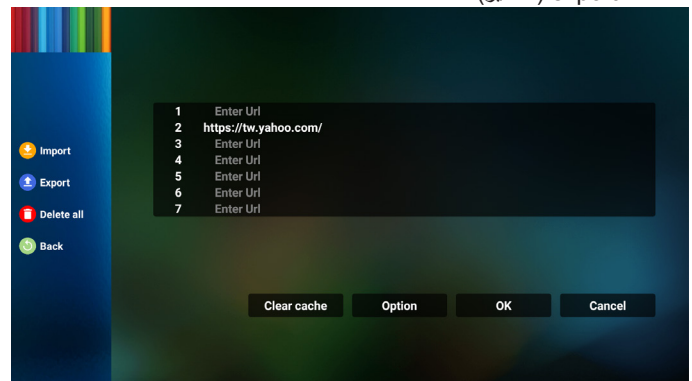 Import
Export
Delete all
Back
1 Enter Url
2 https://tw.yahoo.com/
3 Enter Url
4 Enter Url
5 Enter Url
6 Enter Url
7 Enter Url
Clear cache Option OK Cancel